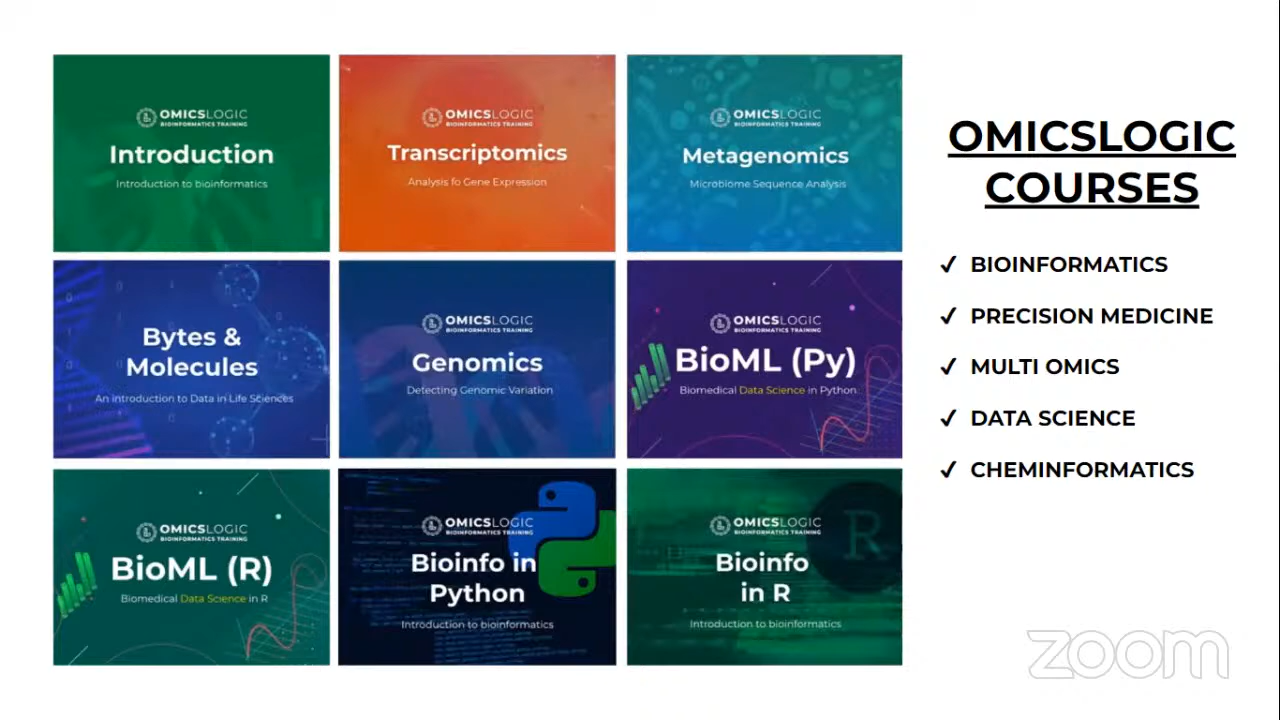 OMICSLOGIC
BIOINFORMATICS TRAINING
Introduction
Introduction to bioinformatics
OMICSLOGIC
BIOINFORMATICS TRAINING
Transcriptomics
Analysis fo Gene Expression
OMICSLOGIC
BIOINFORMATICS TRAINING
Metagenomics
Microbiome Sequence Analysis
Bytes &
Molecules
An introduction to Data in Life Sciences
OMICSLOGIC
BIOINFORMATICS TRAINING
Genomics
Detecting Genomic Variation
OMICSLOGIC
BIOINFORMATICS TRAINING
BioML (Py)
Biomedical Data Science in Python
OMICSLOGIC
BIOINFORMATICS TRAINING
BioML (R)
Biomedical Data Science in R
OMICSLOGIC
BIOINFORMATICS TRAINING
Bioinfo in
Python
Introduction to bioinformatics
OMICSLOGIC
BIOINFORMATICS TRAINING
R
Bioinfo
in R
Introduction to bioinformatics
OMICSLOGIC
COURSES
✓ BIOINFORMATICS
✓ PRECISION MEDICINE
✓ MULTI OMICS
✓ DATA SCIENCE
✓ CHEMINFORMATICS
zoom